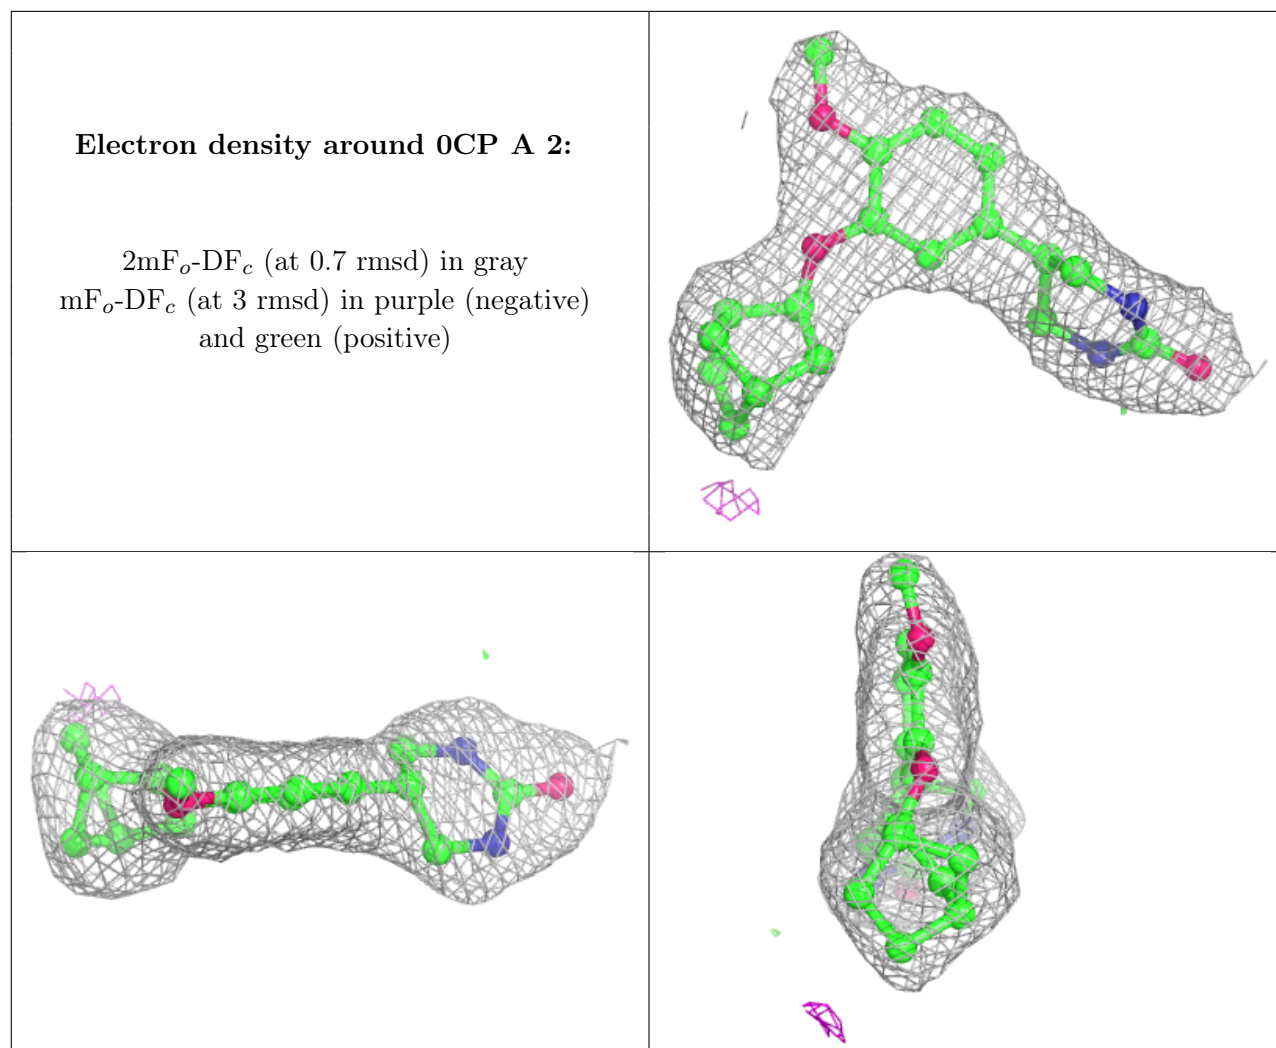 Electron density around 0CP A 2:
2mFo-DFc (at 0.7 rmsd) in gray
mFo-DFc (at 3 rmsd) in purple (negative)
and green (positive)